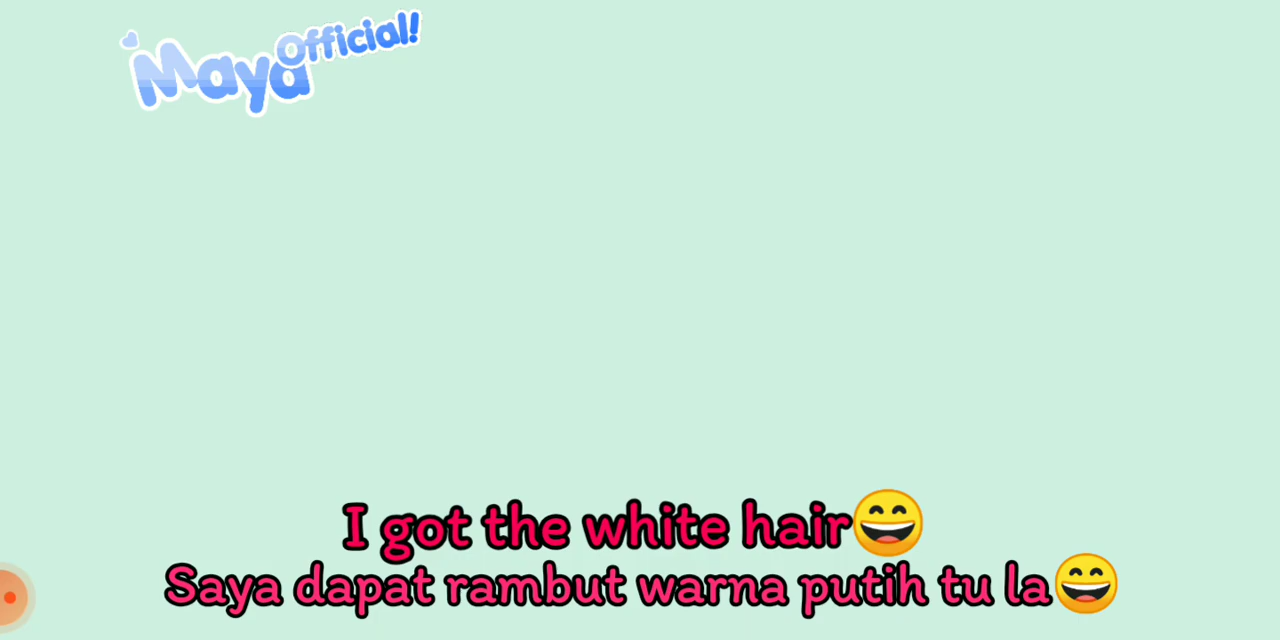 Maya Official!
I got the white hair😄
Saya dapat rambut warna putih tu la😄